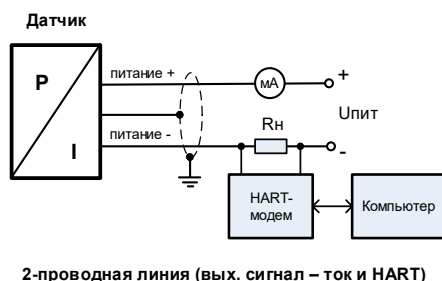 Датчик
P
I
питание +
питание -
мА
+
Uпит
-
Rн
HART-
модем
Компьютер
2-проводная линия (вых. сигнал – ток и HART)